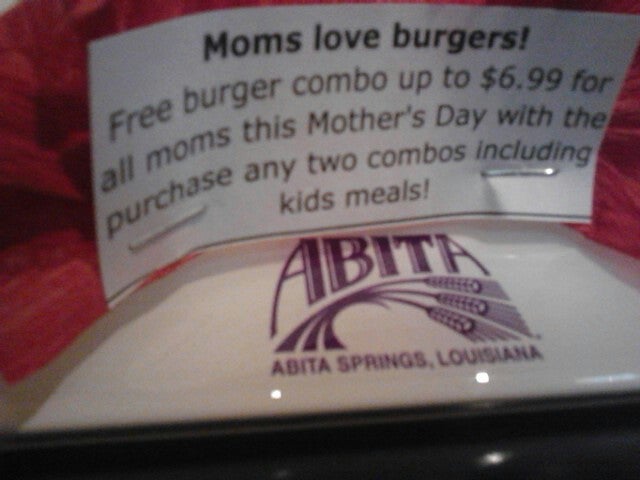 Moms love burgers!
Free burger combo up to $6.99 for
all moms this Mother's Day with the
purchase any two combos including
kids meals!
ABITA
ABITA SPRINGS, LOUISIANA